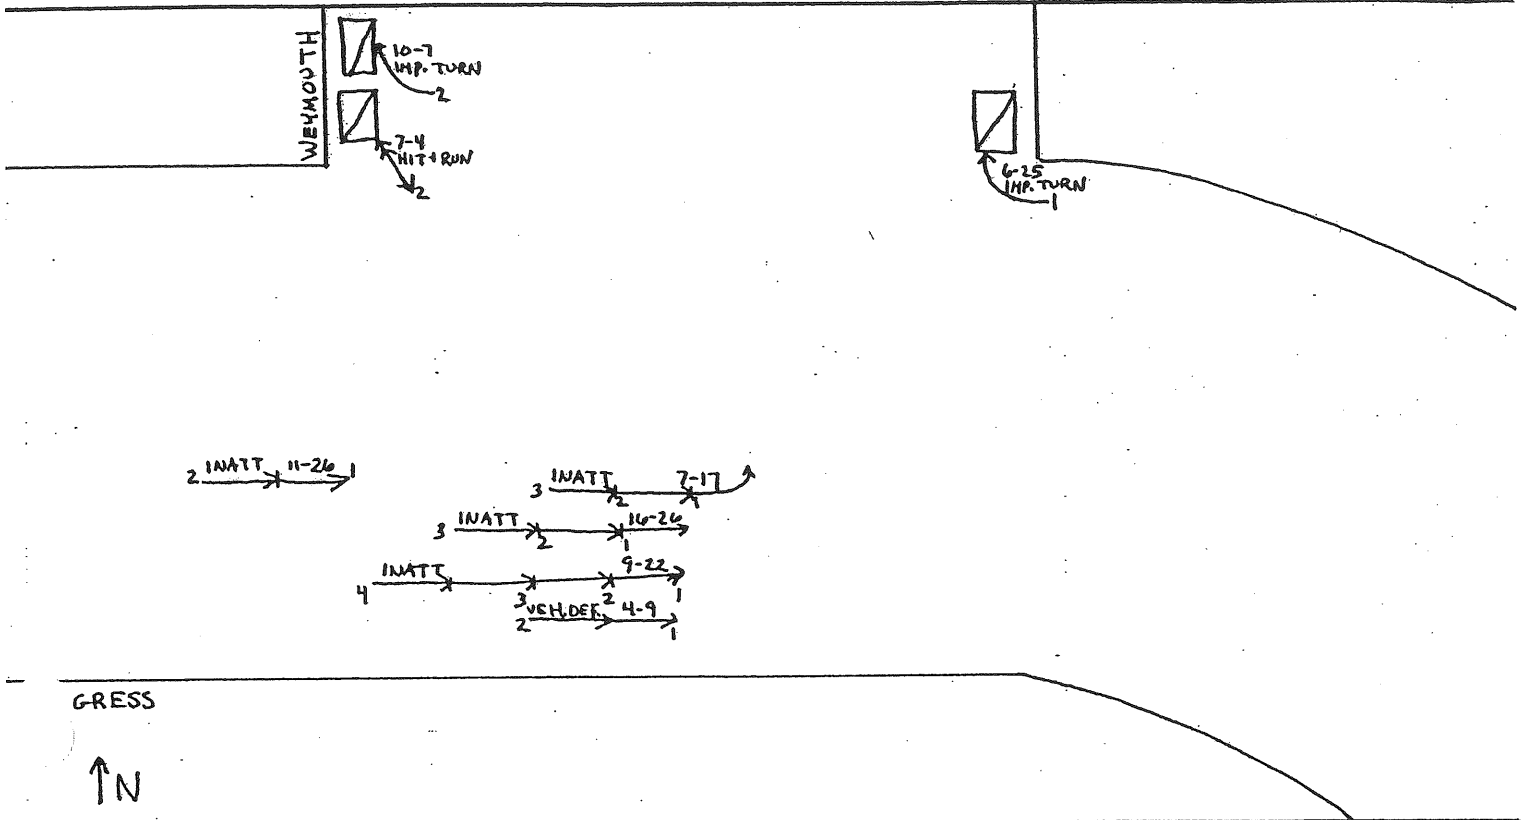 WEYMOUTH
10-7
IMP. TURN
2
7-4
HIT + RUN
1
2
6-25
IMP. TURN
1
2 INATT 11-26 1
3 INATT 2 7-17 1
3 INATT 2 16-26
1
4 INATT 3 2 9-22 1
2 VEH. DEF. 4-9 1
GRESS
N